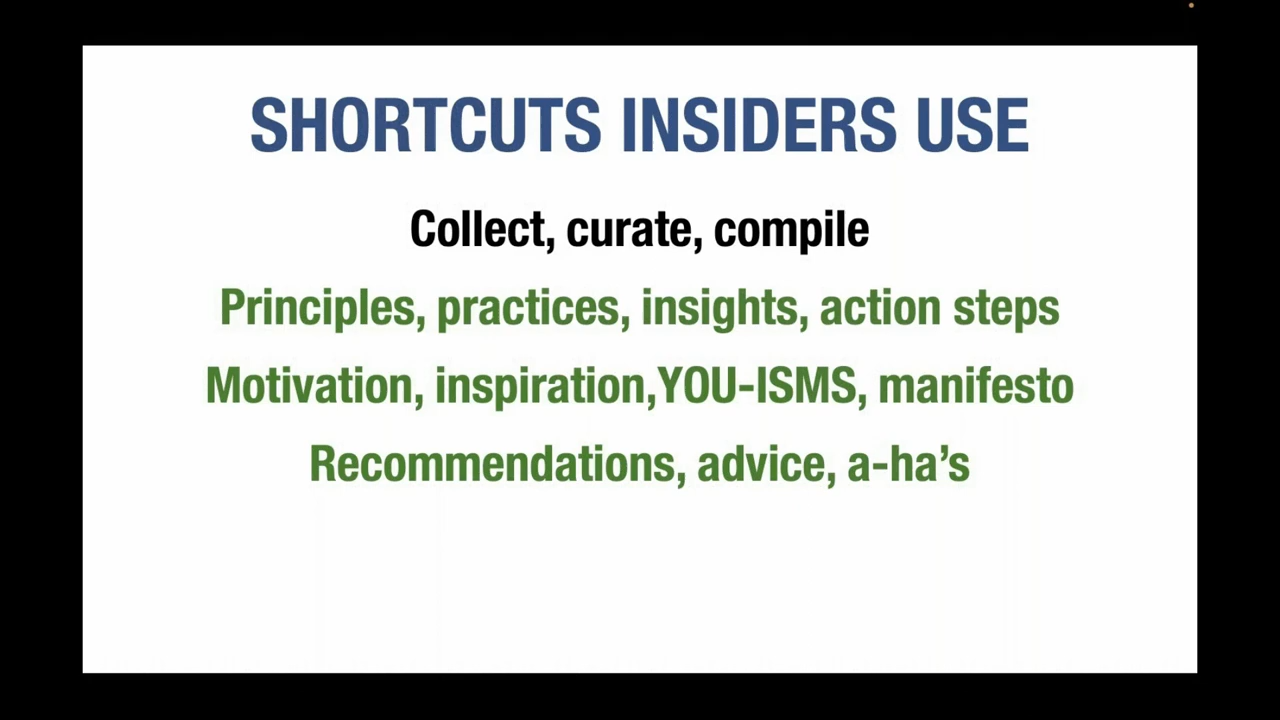 SHORTCUTS INSIDERS USE
Collect, curate, compile
Principles, practices, insights, action steps
Motivation, inspiration,YOU-ISMS, manifesto
Recommendations, advice, a-ha’s